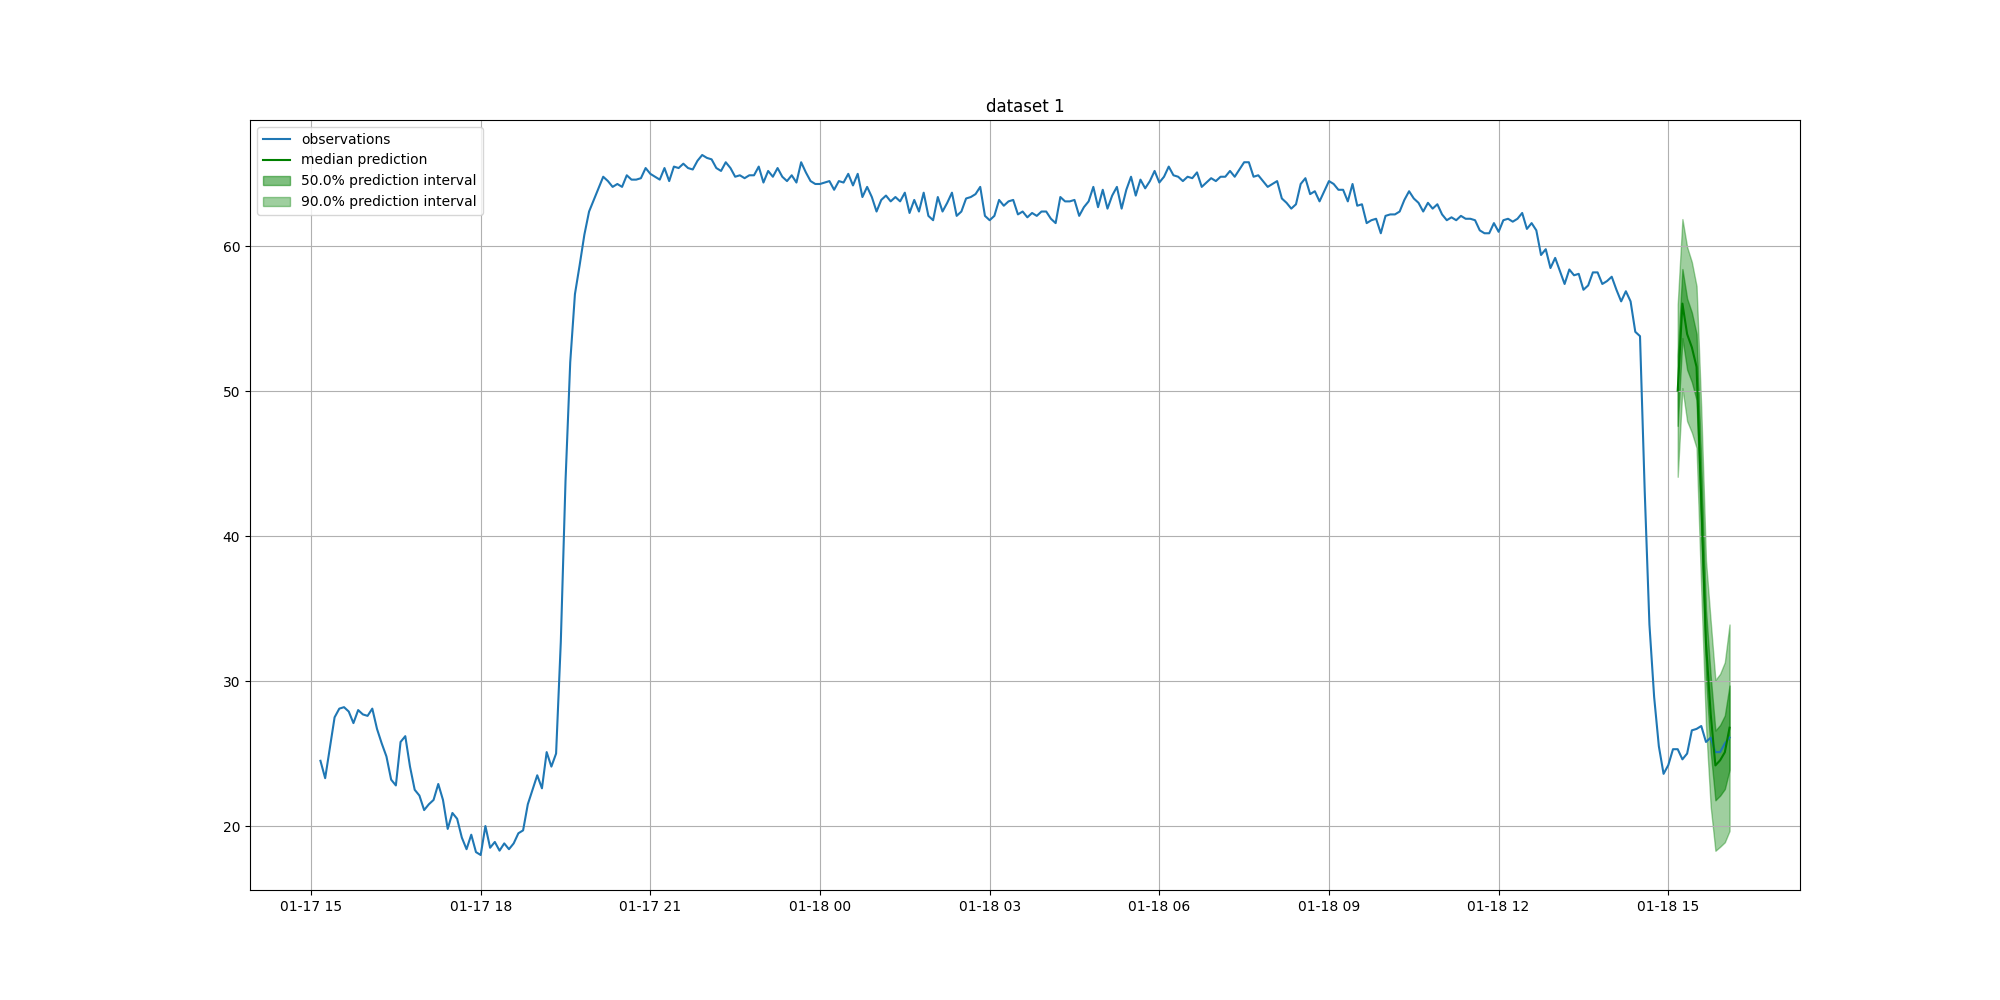 dataset 1
observations
median prediction
50.0% prediction interval
90.0% prediction interval
60
50
40
30
20
01-17 15
01-17 18
01-17 21
01-18 00
01-18 03
01-18 06
01-18 09
01-18 12
01-18 15